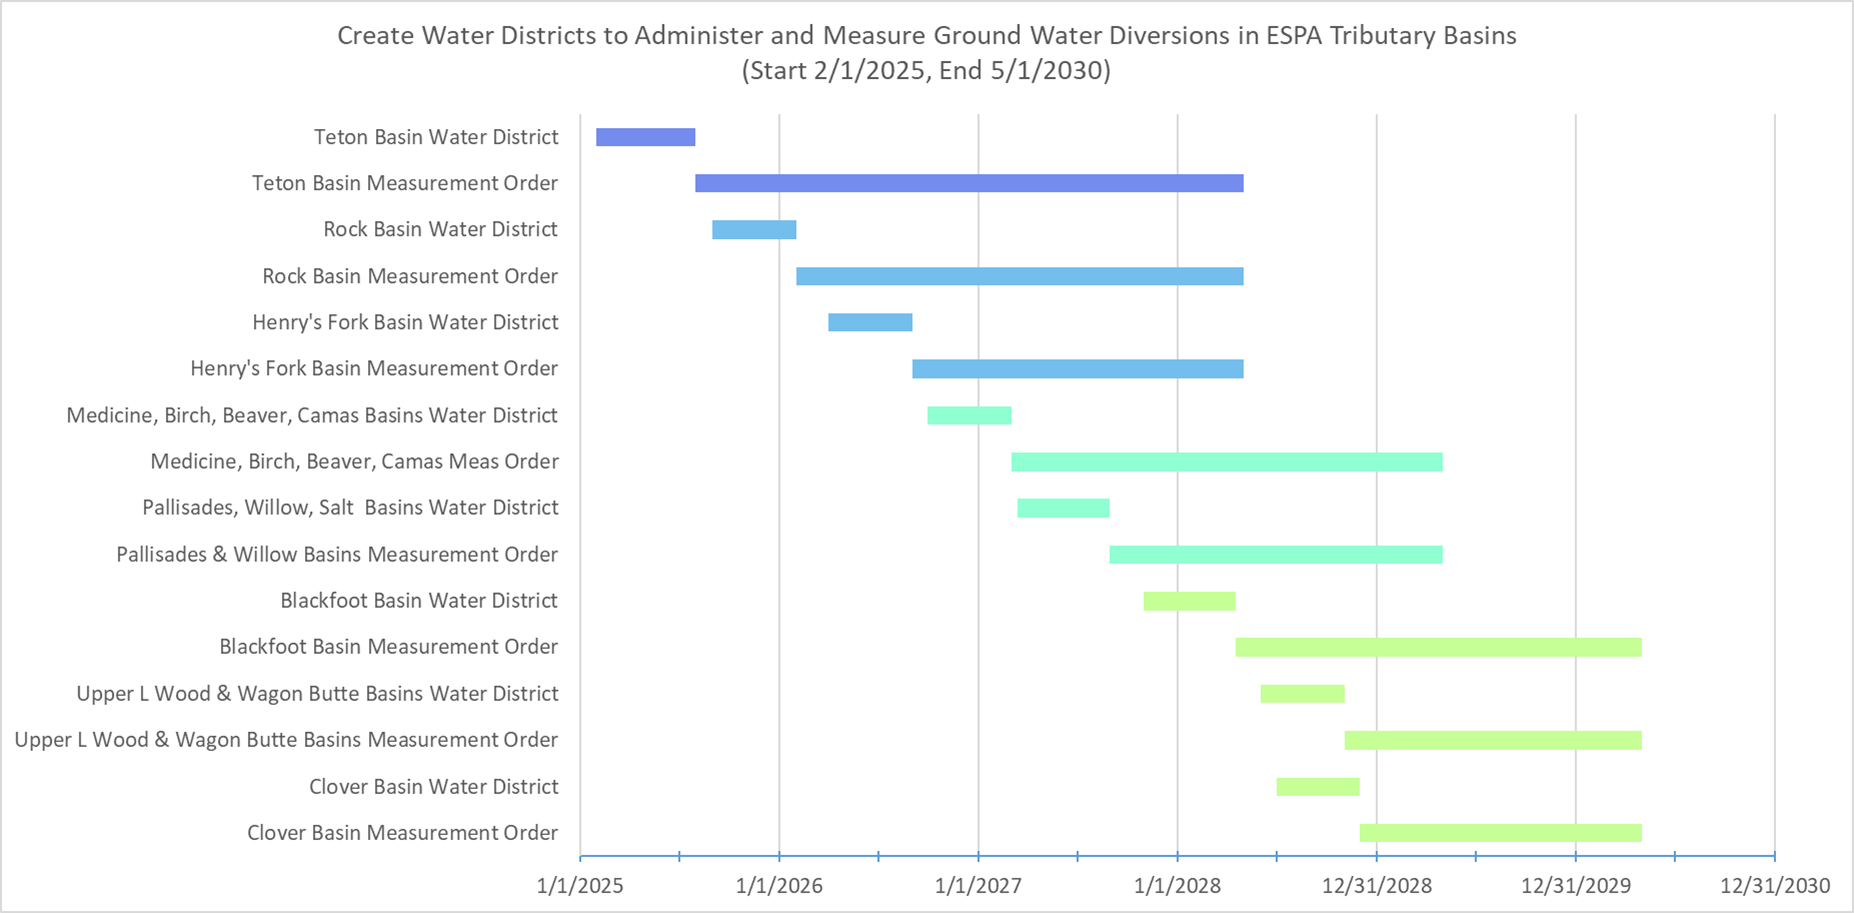 Create Water Districts to Administer and Measure Ground Water Diversions in ESPA Tributary Basins
(Start 2/1/2025, End 5/1/2030)
Teton Basin Water District
Teton Basin Measurement Order
Rock Basin Water District
Rock Basin Measurement Order
Henry's Fork Basin Water District
Henry's Fork Basin Measurement Order
Medicine, Birch, Beaver, Camas Basins Water District
Medicine, Birch, Beaver, Camas Meas Order
Pallisades, Willow, Salt  Basins Water District
Pallisades & Willow Basins Measurement Order
Blackfoot Basin Water District
Blackfoot Basin Measurement Order
Upper L Wood & Wagon Butte Basins Water District
Upper L Wood & Wagon Butte Basins Measurement Order
Clover Basin Water District
Clover Basin Measurement Order
1/1/2025 1/1/2026 1/1/2027 1/1/2028 12/31/2028 12/31/2029 12/31/2030